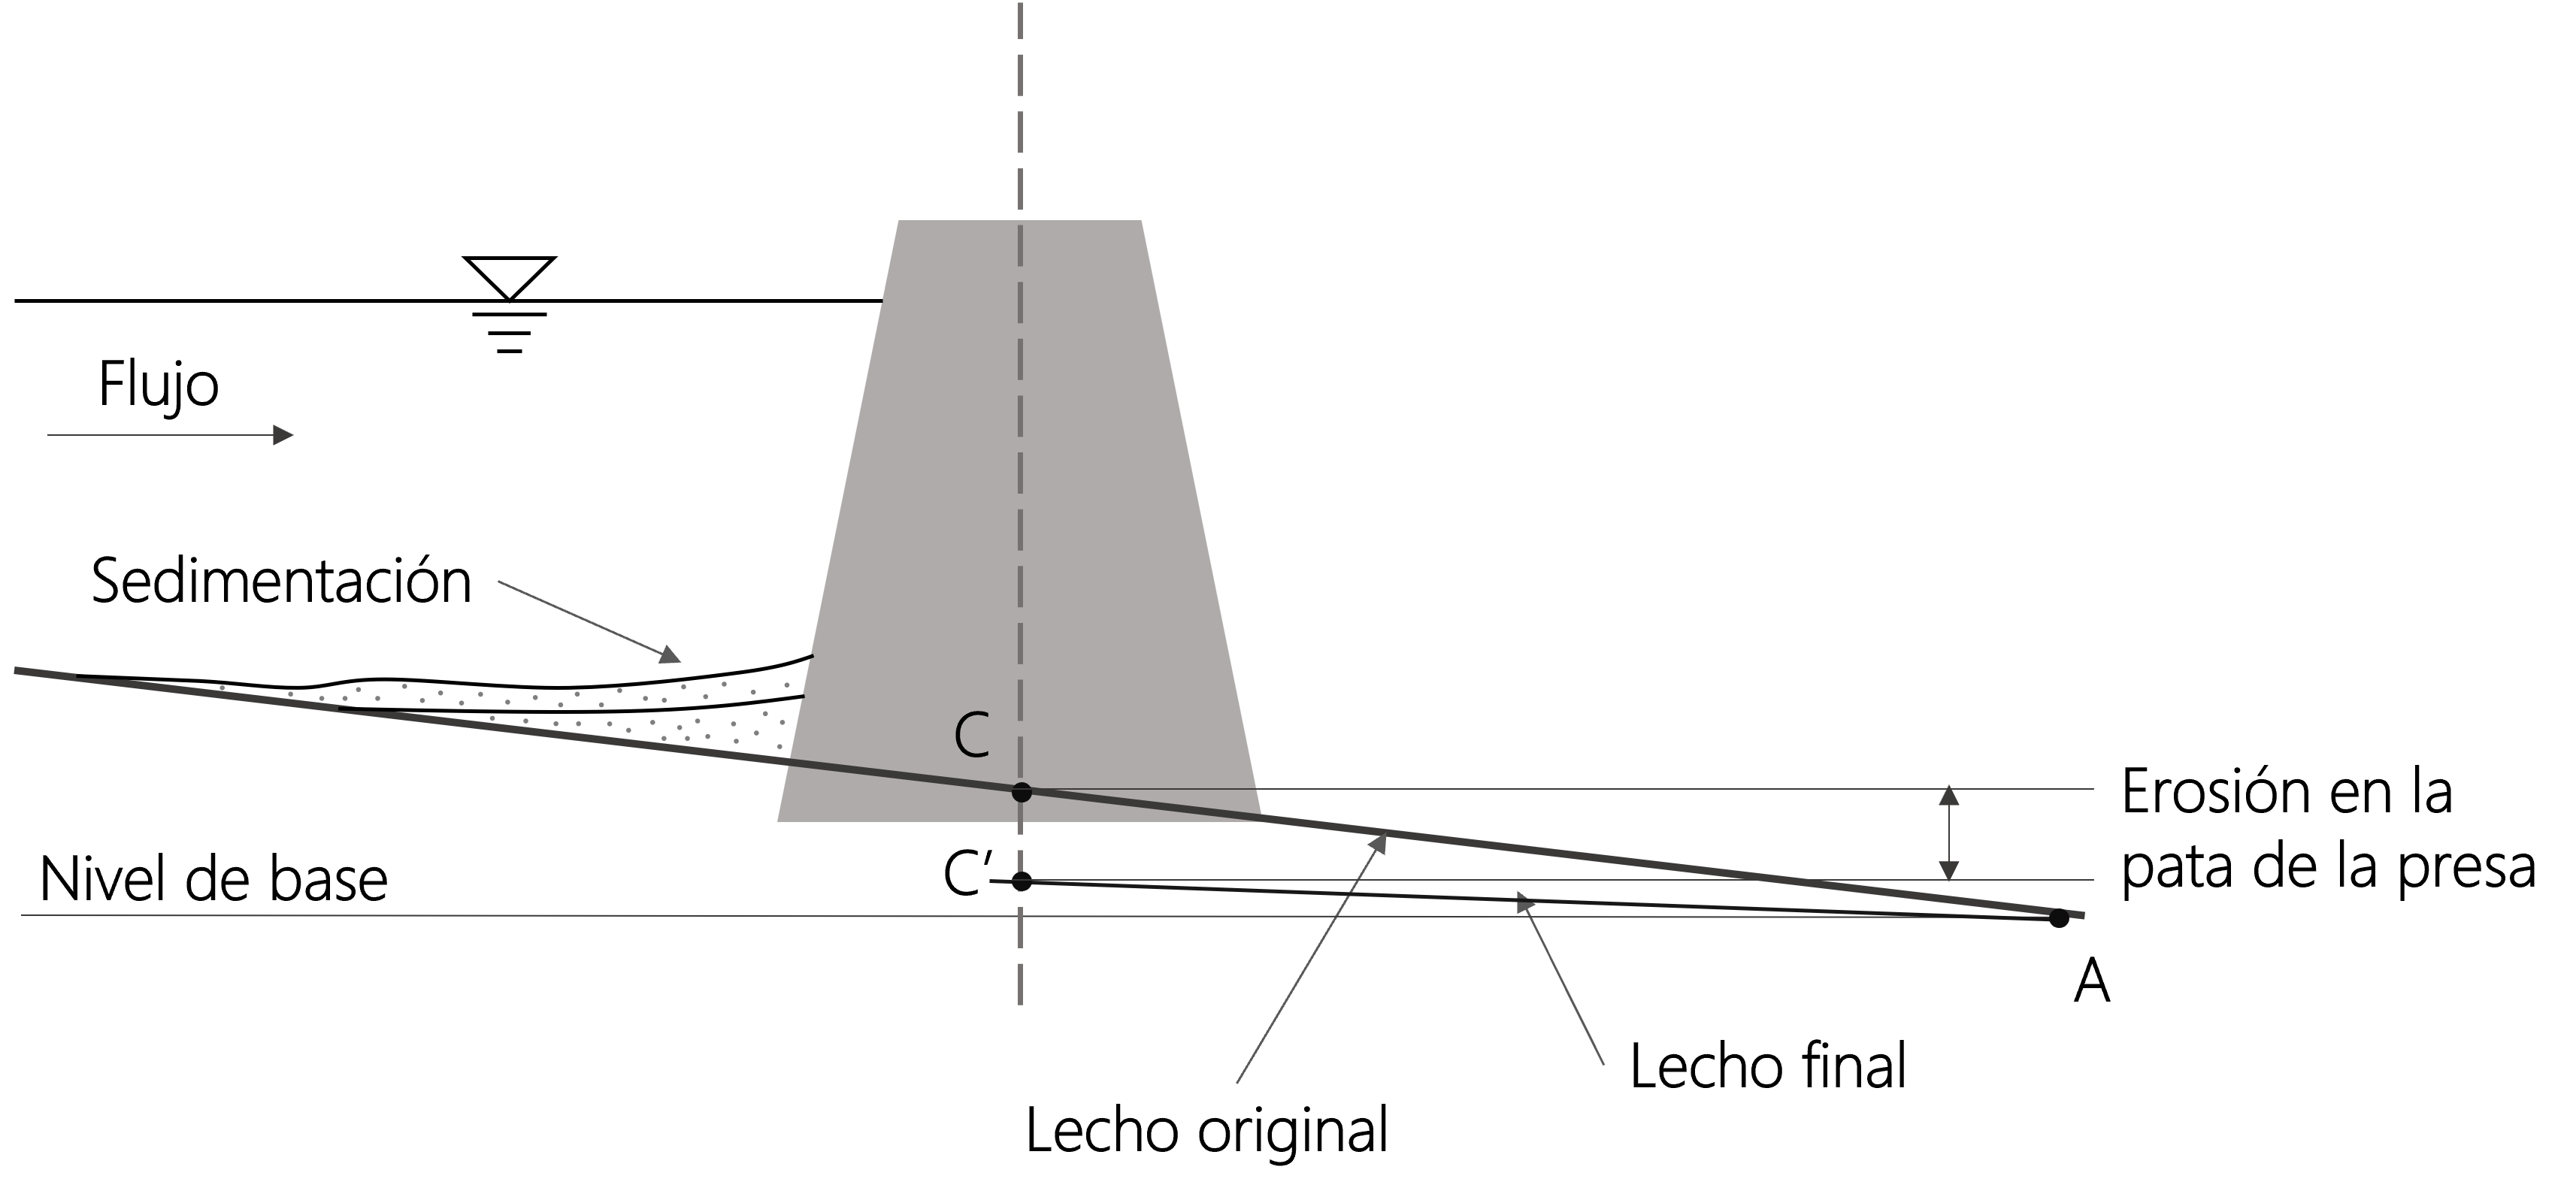 Flujo
Sedimentación
C
Erosión en la
pata de la presa
C’
Nivel de base
A
Lecho final
Lecho original